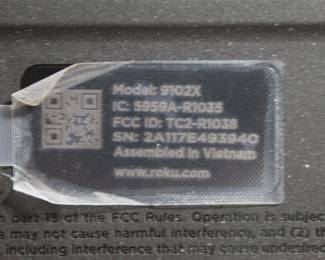 Model: 9102X
IC: 5959A-R1035
FCC ID: TC2-R1038
SN: 2A117E493940
Assembled in Vietnam
www.roku.com
part 15 of the FCC Rules. Operation is subject
may not cause harmful interference, and (2) th
including interference that may cause undesired